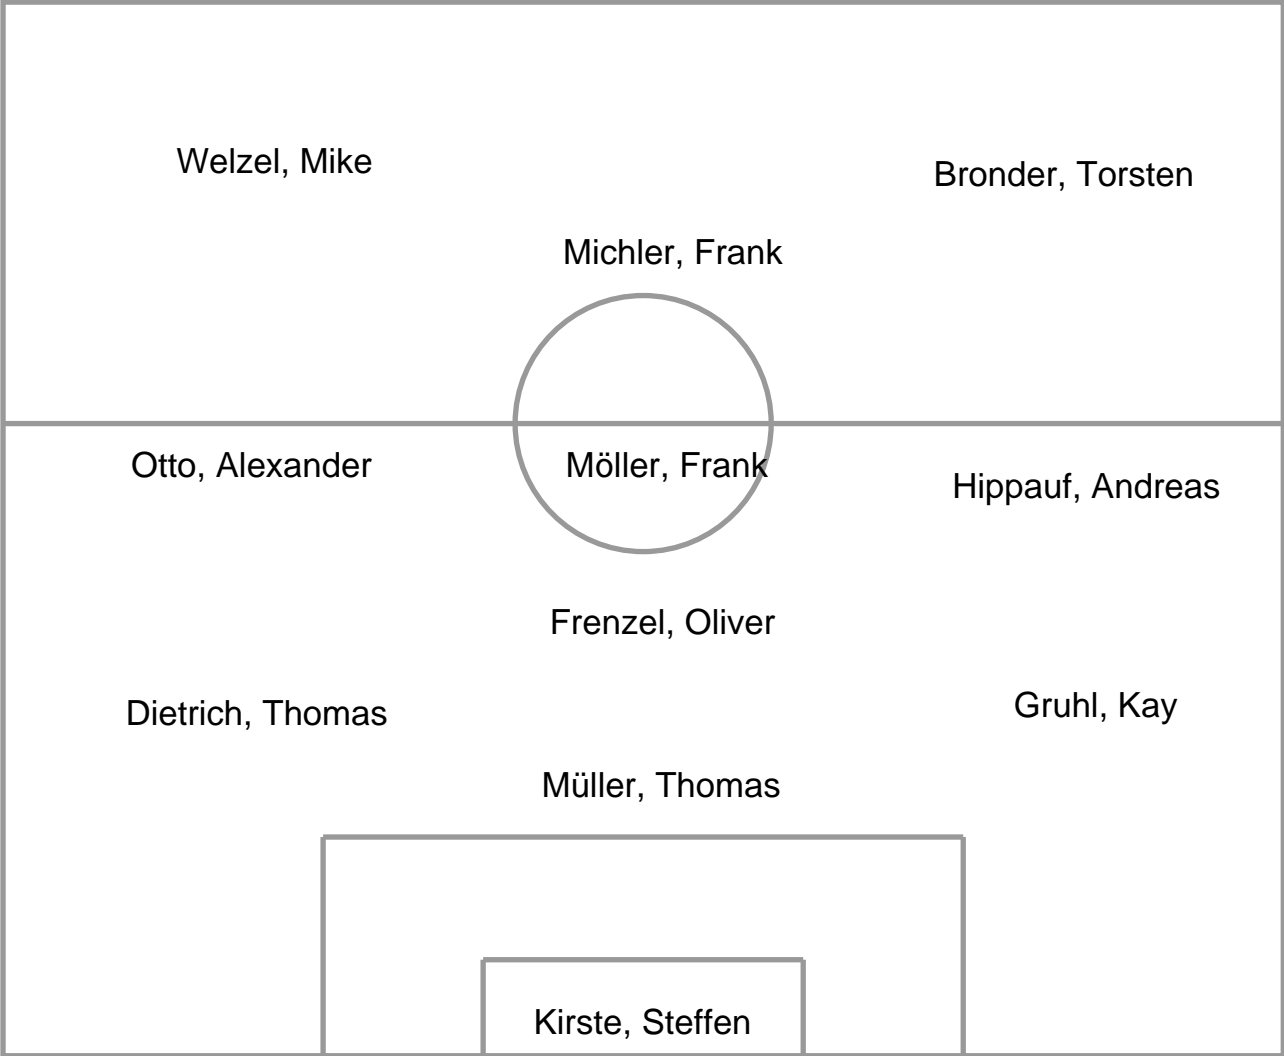 Welzel, Mike
Bronder, Torsten
Michler, Frank
Otto, Alexander
Möller, Frank
Hippauf, Andreas
Frenzel, Oliver
Dietrich, Thomas
Gruhl, Kay
Müller, Thomas
Kirste, Steffen